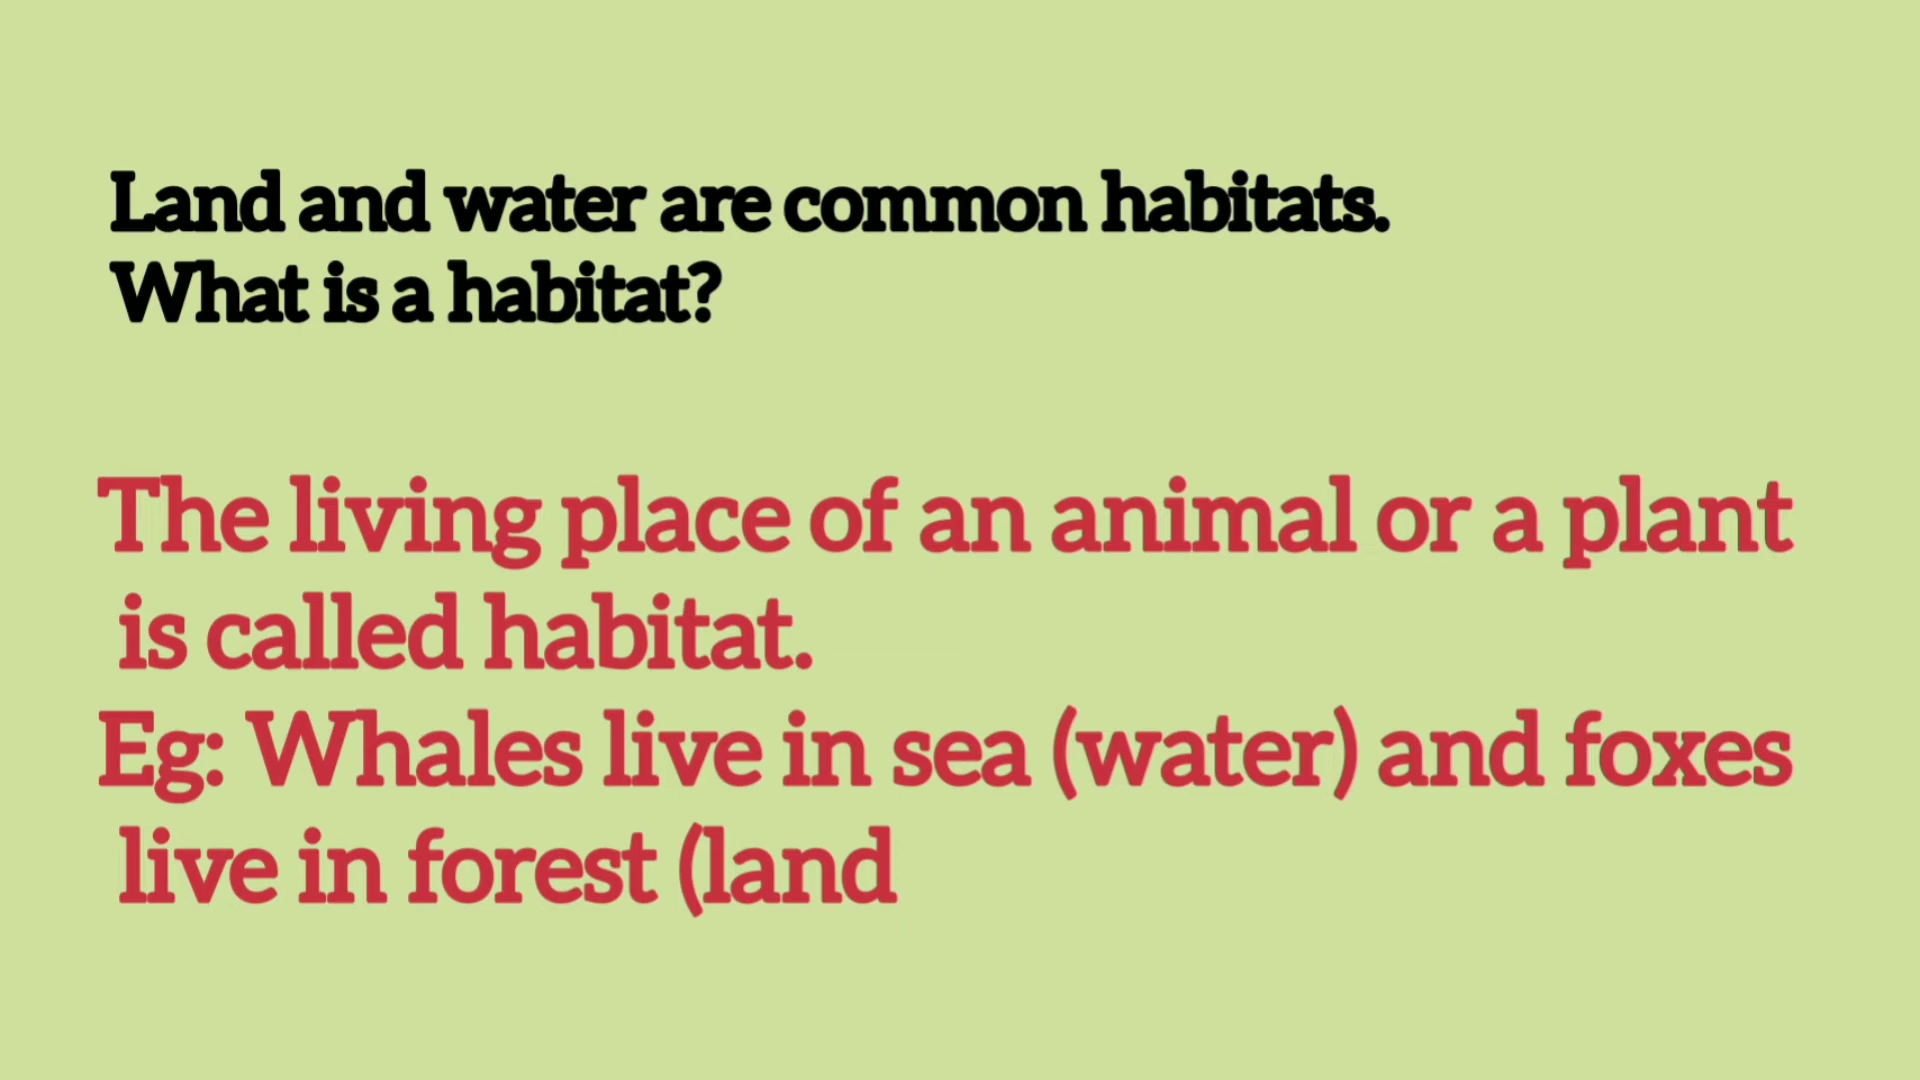 Land and water are common habitats.
What is a habitat?
The living place of an animal or a plant
is called habitat.
Eg: Whales live in sea (water) and foxes
live in forest (land